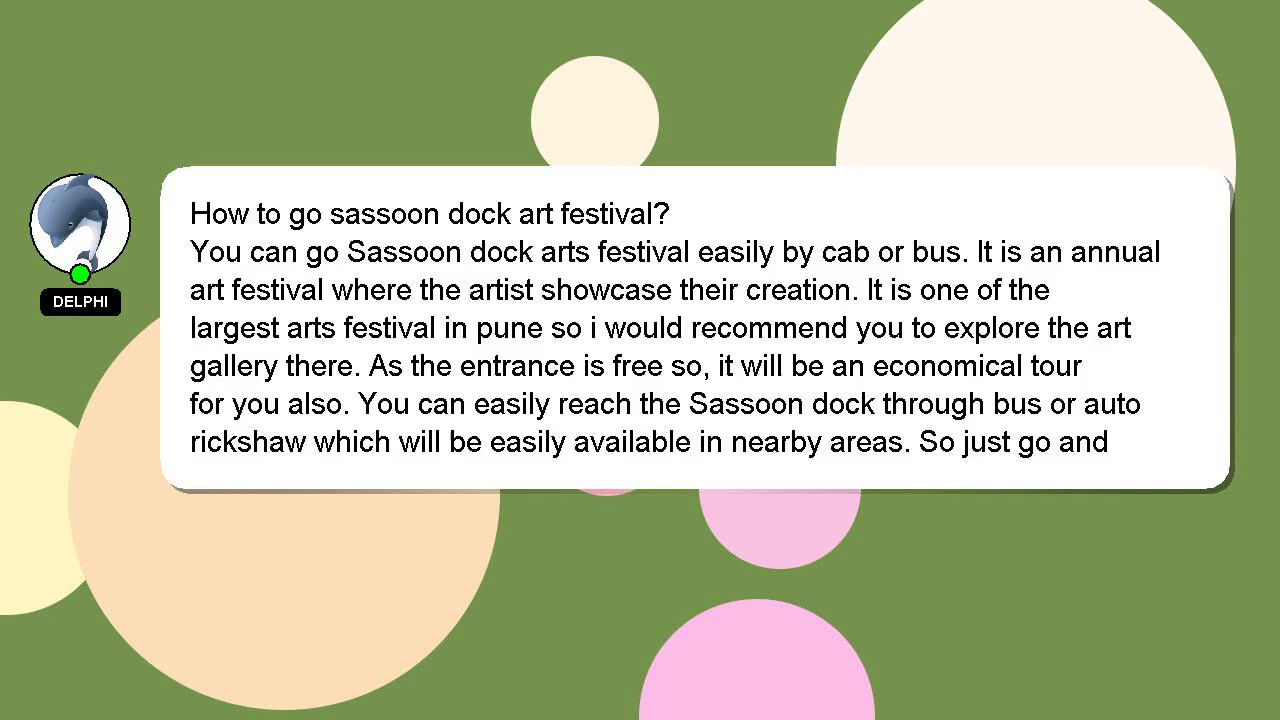 How to go sassoon dock art festival?
You can go Sassoon dock arts festival easily by cab or bus. It is an annual
art festival where the artist showcase their creation. It is one of the
largest arts festival in pune so i would recommend you to explore the art
gallery there. As the entrance is free so, it will be an economical tour
for you also. You can easily reach the Sassoon dock through bus or auto
rickshaw which will be easily available in nearby areas. So just go and
DELPHI